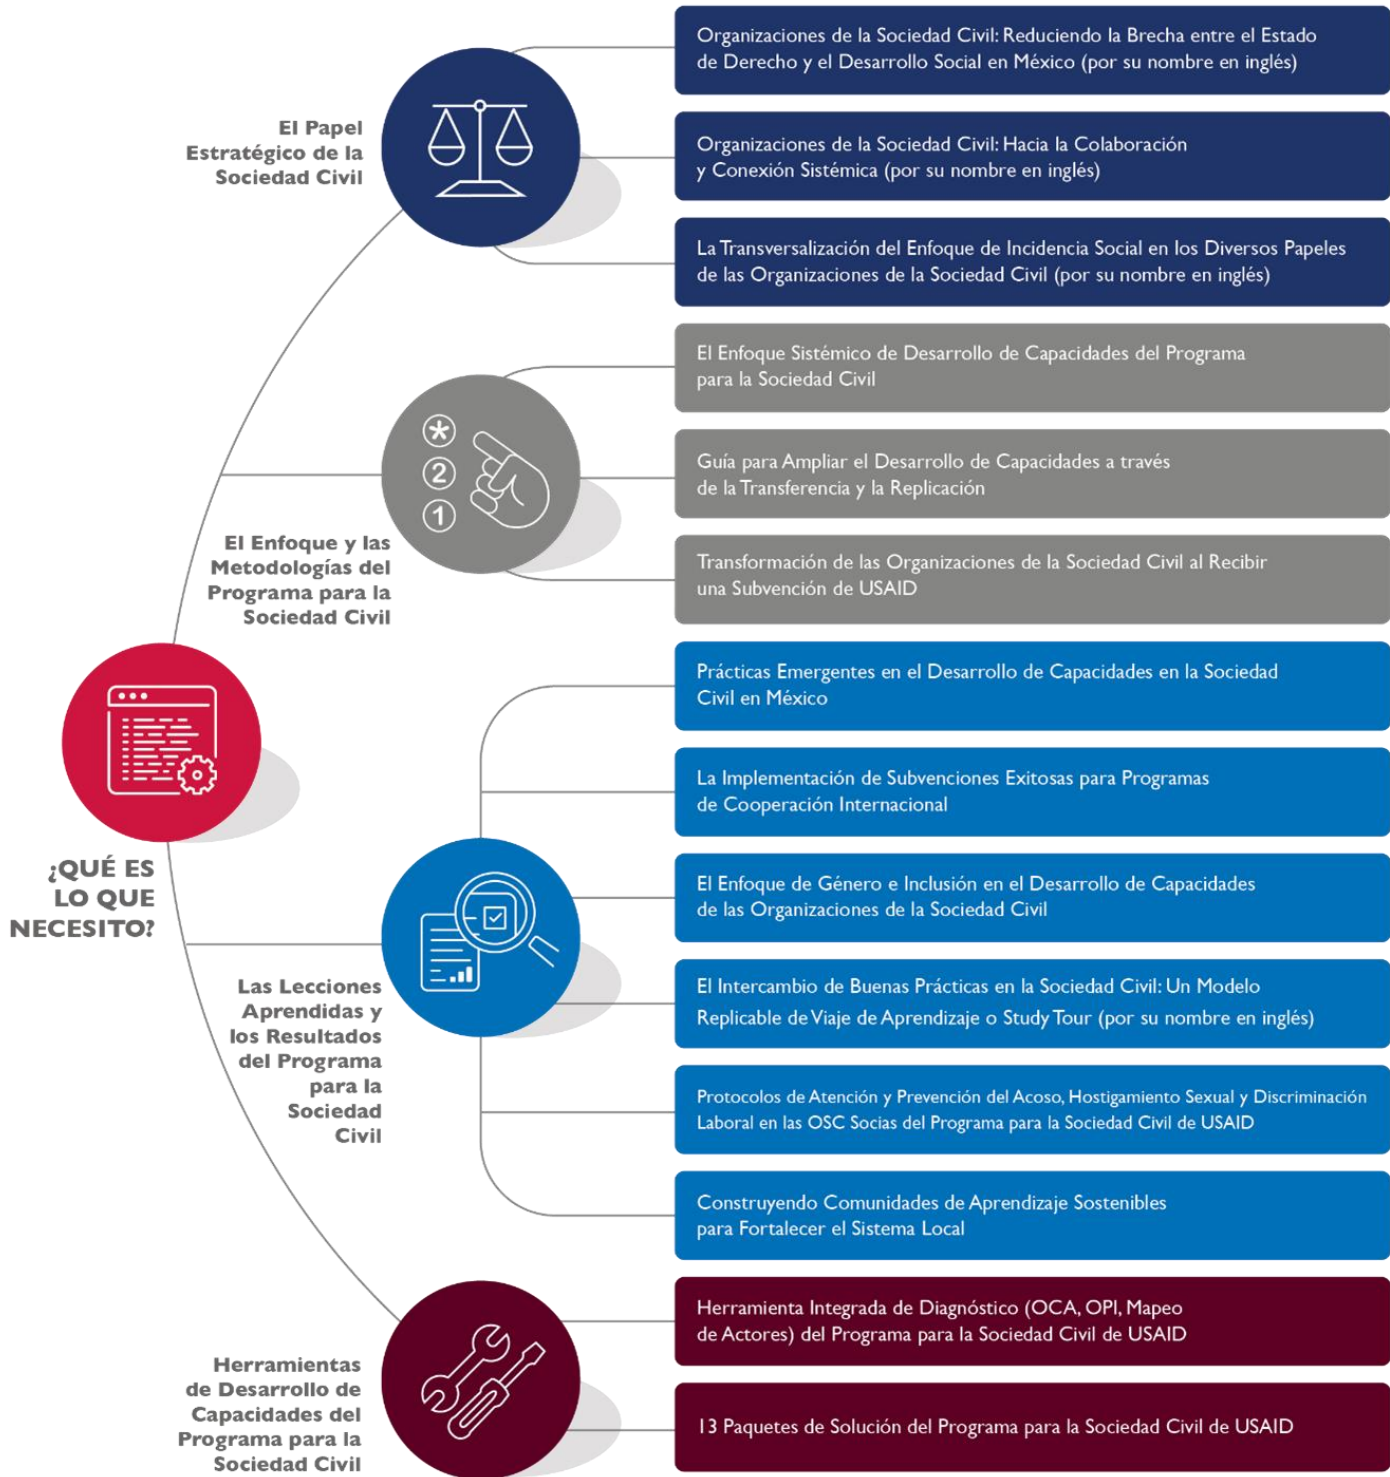 El Papel
Estratégico de la
Sociedad Civil
Organizaciones de la Sociedad Civil: Reduciendo la Brecha entre el Estado
de Derecho y el Desarrollo Social en México (por su nombre en inglés)
Organizaciones de la Sociedad Civil: Hacia la Colaboración
y Conexión Sistémica (por su nombre en inglés)
La Transversalización del Enfoque de Incidencia Social en los Diversos Papeles
de las Organizaciones de la Sociedad Civil (por su nombre en inglés)
*
2
1
El Enfoque y las
Metodologías del
Programa para la
Sociedad Civil
El Enfoque Sistémico de Desarrollo de Capacidades del Programa
para la Sociedad Civil
Guía para Ampliar el Desarrollo de Capacidades a través
de la Transferencia y la Replicación
Transformación de las Organizaciones de la Sociedad Civil al Recibir
una Subvención de USAID
¿QUÉ ES
LO QUE
NECESITO?
Las Lecciones
Aprendidas y
los Resultados
del Programa
para la
Sociedad
Civil
Prácticas Emergentes en el Desarrollo de Capacidades en la Sociedad
Civil en México
La Implementación de Subvenciones Exitosas para Programas
de Cooperación Internacional
El Enfoque de Género e Inclusión en el Desarrollo de Capacidades
de las Organizaciones de la Sociedad Civil
El Intercambio de Buenas Prácticas en la Sociedad Civil: Un Modelo
Replicable de Viaje de Aprendizaje o Study Tour (por su nombre en inglés)
Protocolos de Atención y Prevención del Acoso, Hostigamiento Sexual y Discriminación
Laboral en las OSC Socias del Programa para la Sociedad Civil de USAID
Construyendo Comunidades de Aprendizaje Sostenibles
para Fortalecer el Sistema Local
Herramientas
de Desarrollo de
Capacidades del
Programa para la
Sociedad Civil
Herramienta Integrada de Diagnóstico (OCA, OPI, Mapeo
de Actores) del Programa para la Sociedad Civil de USAID
13 Paquetes de Solución del Programa para la Sociedad Civil de USAID